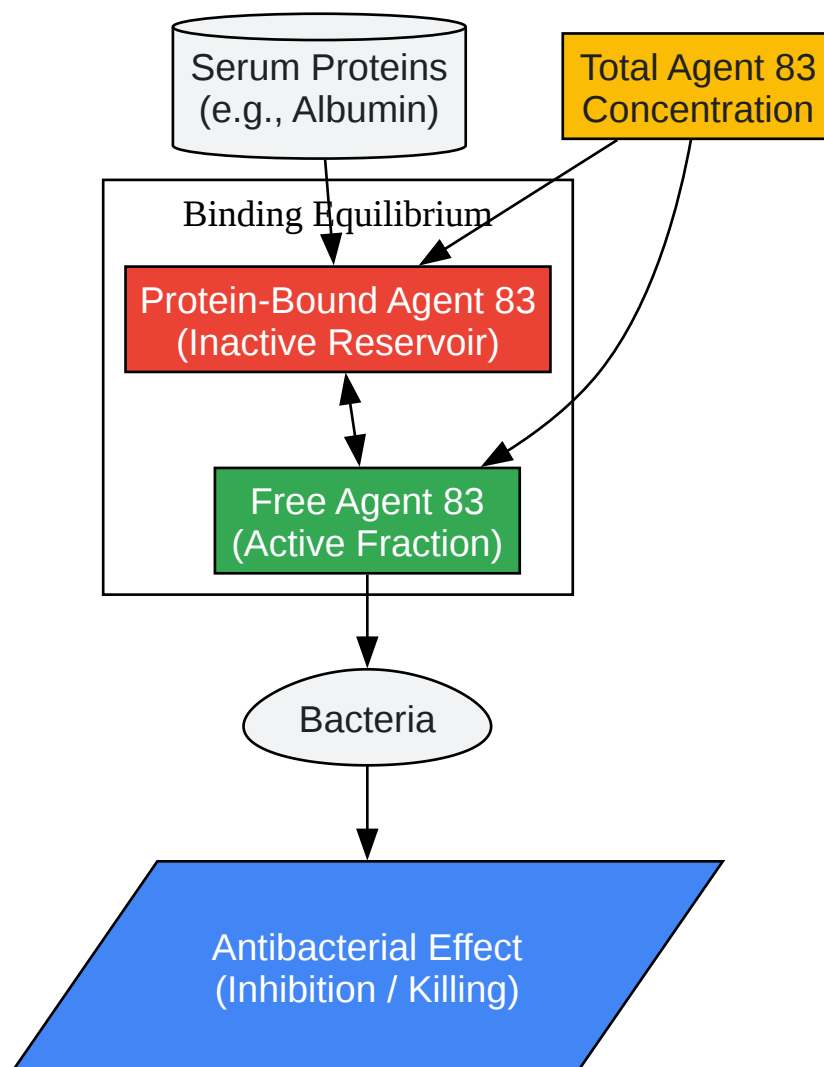 Serum Proteins
(e.g., Albumin)
Total Agent 83
Concentration
Binding Equilibrium
Protein-Bound Agent 83
(Inactive Reservoir)
Free Agent 83
(Active Fraction)
Bacteria
Antibacterial Effect
(Inhibition / Killing)